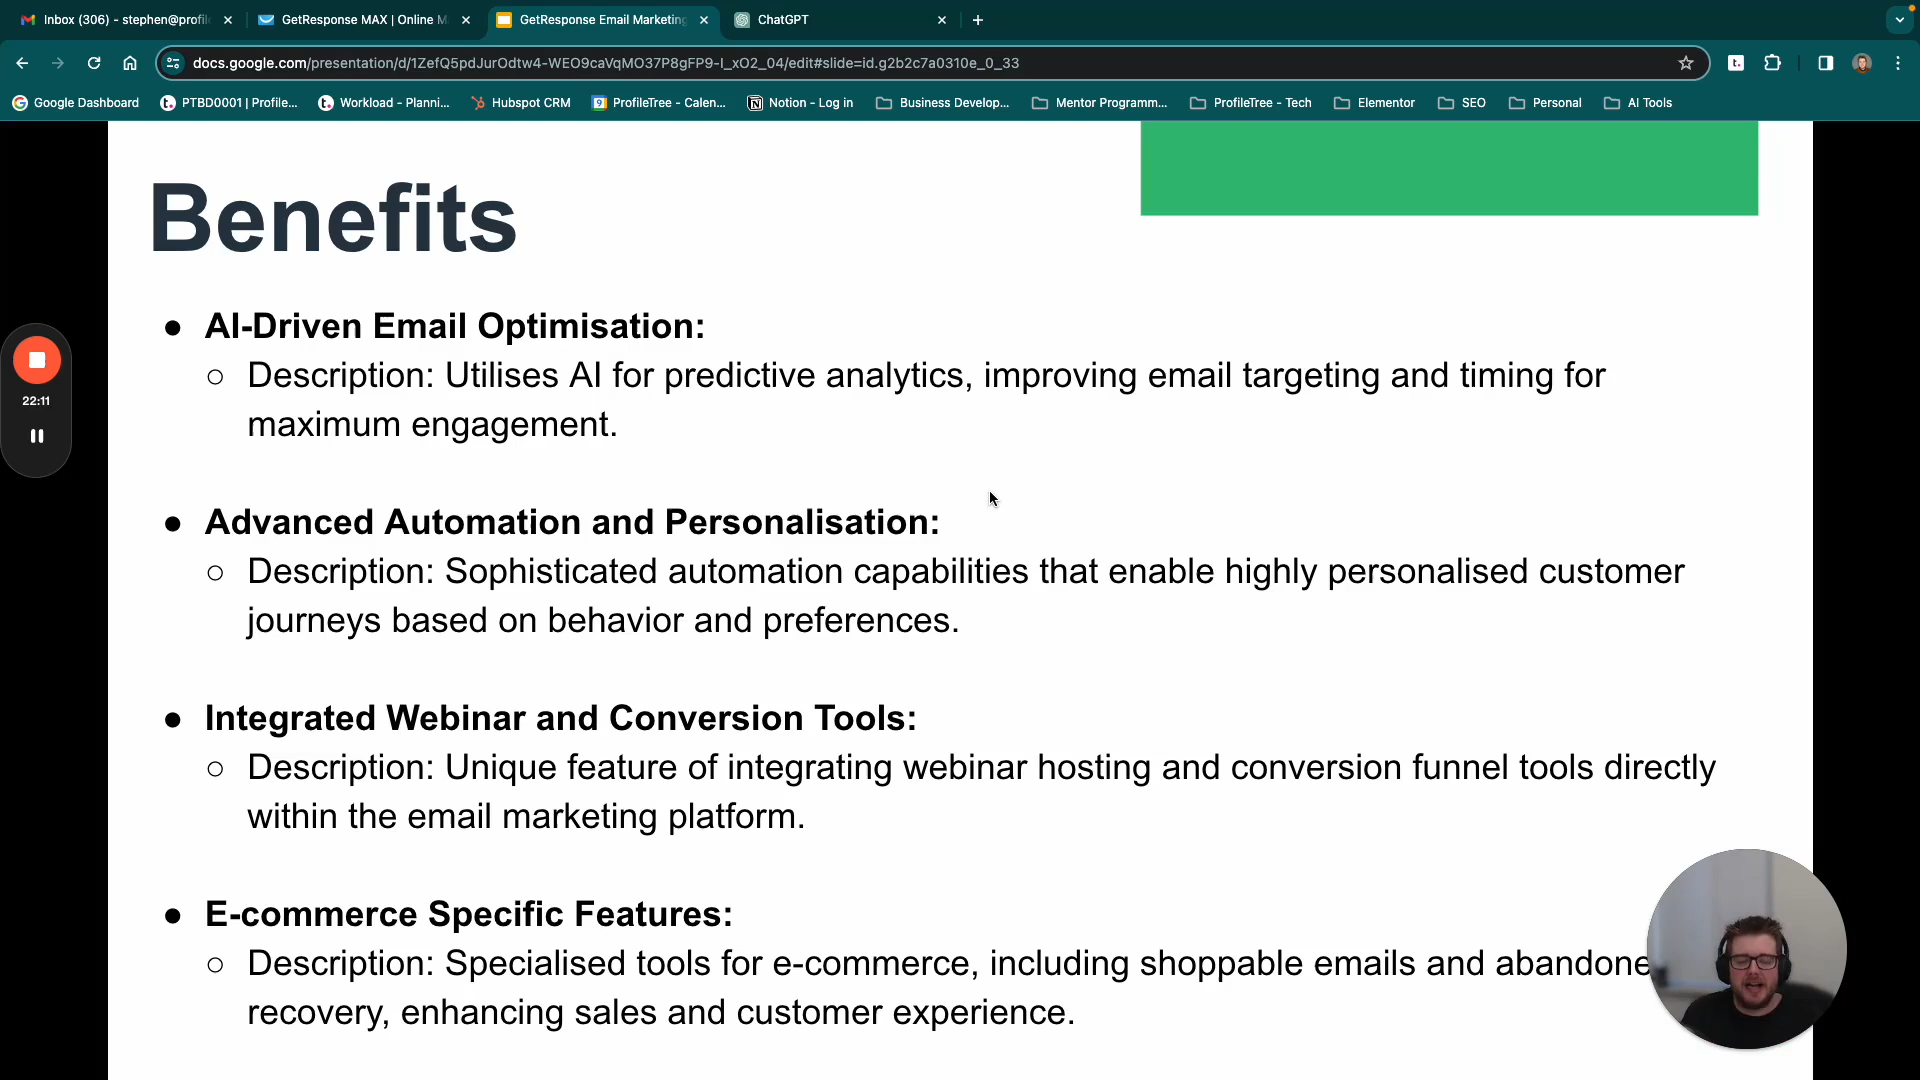 Inbox (306) - stephen@profil
GetResponse MAX | Online M
GetResponse Email Marketing
ChatGPT
docs.google.com/presentation/d/1ZefQ5pdJurOdtw4-WEO9caVqMO37P8gFP9-I_xO2_04/edit#slide=id.g2b2c7a0310e_0_33
Google Dashboard
PTBD0001 | Profile...
Workload - Planni...
Hubspot CRM
ProfileTree - Calen...
Notion - Log in
Business Develop...
Mentor Programm...
ProfileTree - Tech
Elementor
SEO
Personal
AI Tools
Benefits
● AI-Driven Email Optimisation:
○ Description: Utilises AI for predictive analytics, improving email targeting and timing for
maximum engagement.
● Advanced Automation and Personalisation:
○ Description: Sophisticated automation capabilities that enable highly personalised customer
journeys based on behavior and preferences.
● Integrated Webinar and Conversion Tools:
○ Description: Unique feature of integrating webinar hosting and conversion funnel tools directly
within the email marketing platform.
● E-commerce Specific Features:
○ Description: Specialised tools for e-commerce, including shoppable emails and abandone
recovery, enhancing sales and customer experience.
22:11